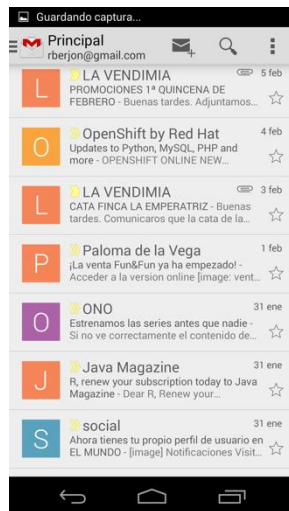 Guardando captura...
Principal
rberjon@gmail.com
L
LA VENDIMIA
5 feb
PROMOCIONES 1ª QUINCENA DE
FEBRERO - Buenas tardes. Adjuntamos...
O
OpenShift by Red Hat
4 feb
Updates to Python, MySQL, PHP and
more - OPENSHIFT ONLINE NEW...
L
LA VENDIMIA
3 feb
CATA FINCA LA EMPERATRIZ - Buenas
tardes. Comunicaros que la cata de la...
P
Paloma de la Vega
1 feb
¡La venta Fun&Fun ya ha empezado! -
Acceder a la version online [image: vent...
O
ONO
31 ene
Estrenamos las series antes que nadie -
Si no ve correctamente el contenido de...
J
Java Magazine
31 ene
R, renew your subscription today to Java
Magazine - Dear R, Renew your...
S
social
31 ene
Ahora tienes tu propio perfil de usuario en
EL MUNDO - [image] Notificaciones Visit...